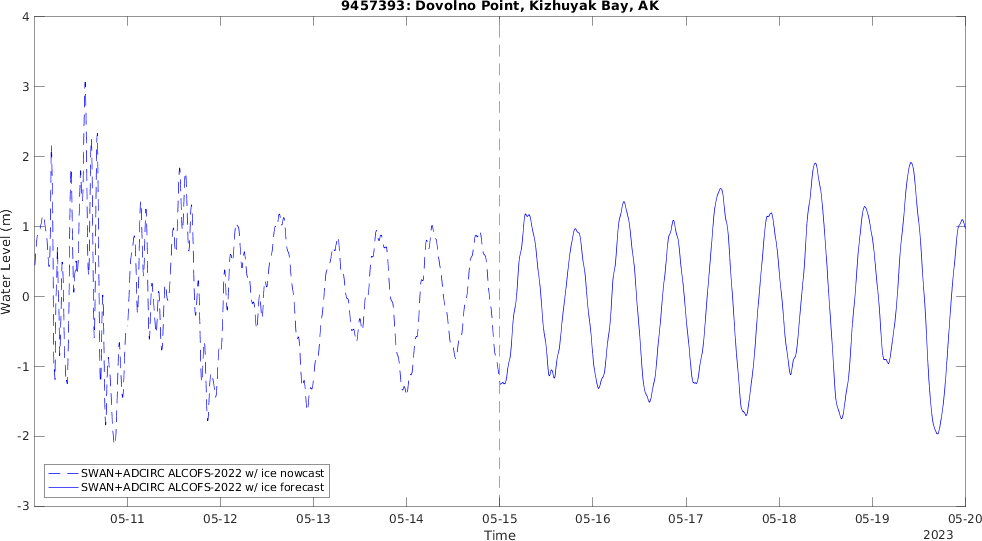 9457393: Dovolno Point, Kizhuyak Bay, AK
4
3
2
1
0
-1
-2
-3
Water Level (m)
SWAN+ADCIRC ALCOFS-2022 w/ ice nowcast
SWAN+ADCIRC ALCOFS-2022 w/ ice forecast
05-11 05-12 05-13 05-14 05-15 05-16 05-17 05-18 05-19 05-20
Time
2023